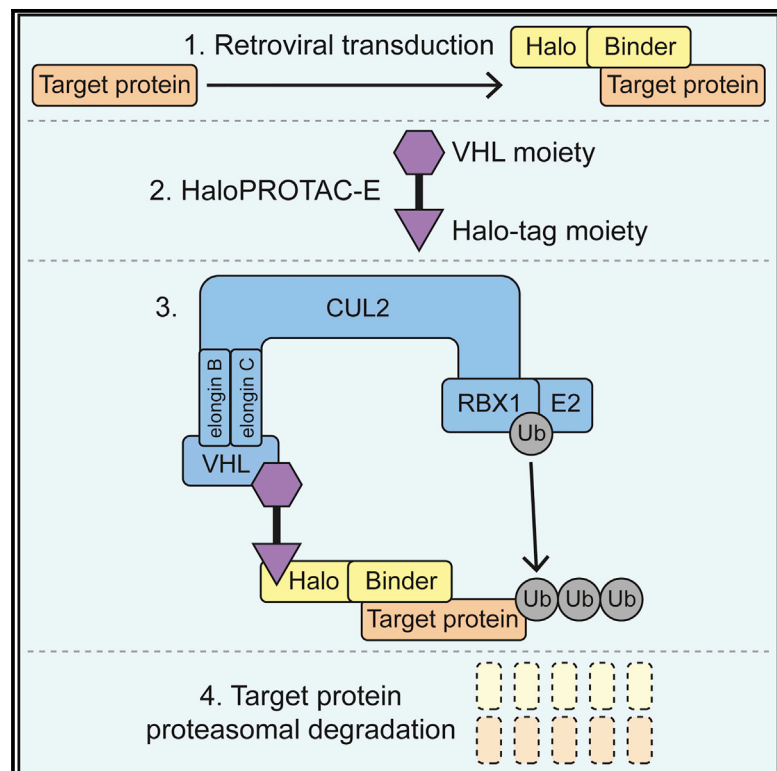 1. Retroviral transduction
Halo Binder
Target protein
Target protein
VHL moiety
2. HaloPROTAC-E
Halo-tag moiety
3.
CUL2
elongin B
elongin C
RBX1 E2
Ub
VHL
Halo Binder
Ub Ub Ub
Target protein
4. Target protein
proteasomal degradation